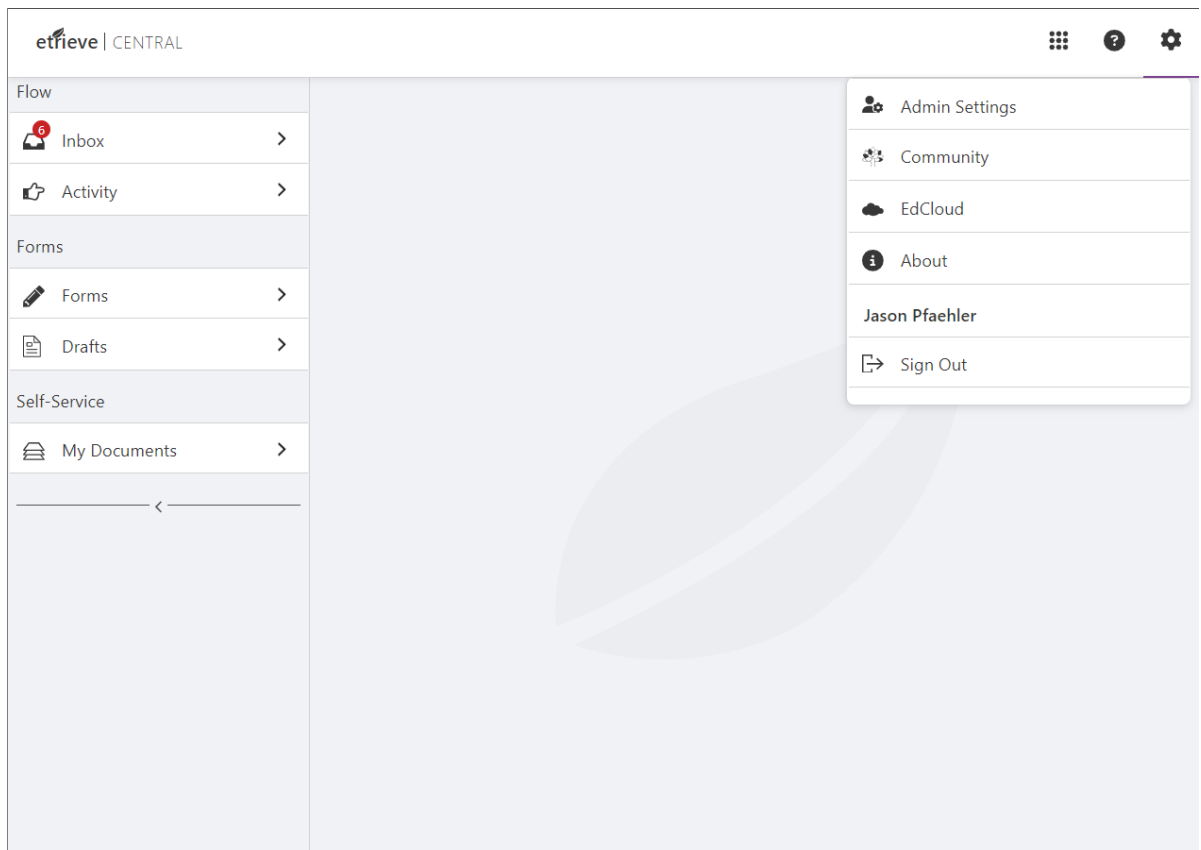 etrieve | CENTRAL
?
Flow
6
Inbox
Activity
Forms
Forms
Drafts
Self-Service
My Documents
Admin Settings
Community
EdCloud
i
About
Jason Pfaehler
Sign Out